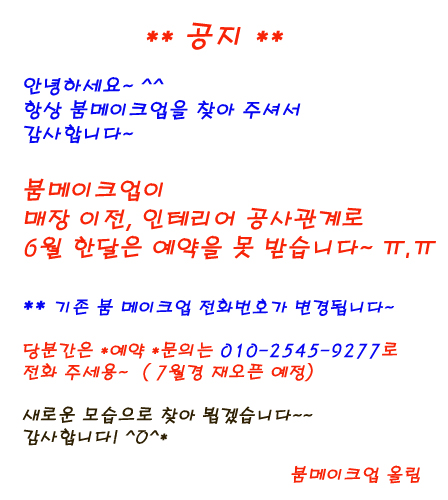 ** 공지 **
안녕하세요~ ^^
항상 붐메이크업을 찾아 주셔서
감사합니다~
붐메이크업이
매장 이전, 인테리어 공사관계로
6월 한달은 예약을 못 받습니다~ ㅠ.ㅠ
** 기존 붐 메이크업 전화번호가 변경됩니다~
당분간은 *예약 *문의는 010-2545-9277로
전화 주세용~ ( 7월경 재오픈 예정)
새로운 모습으로 찾아 뵙겠습니다~~
감사합니다! ^O^*
붐메이크업 올림